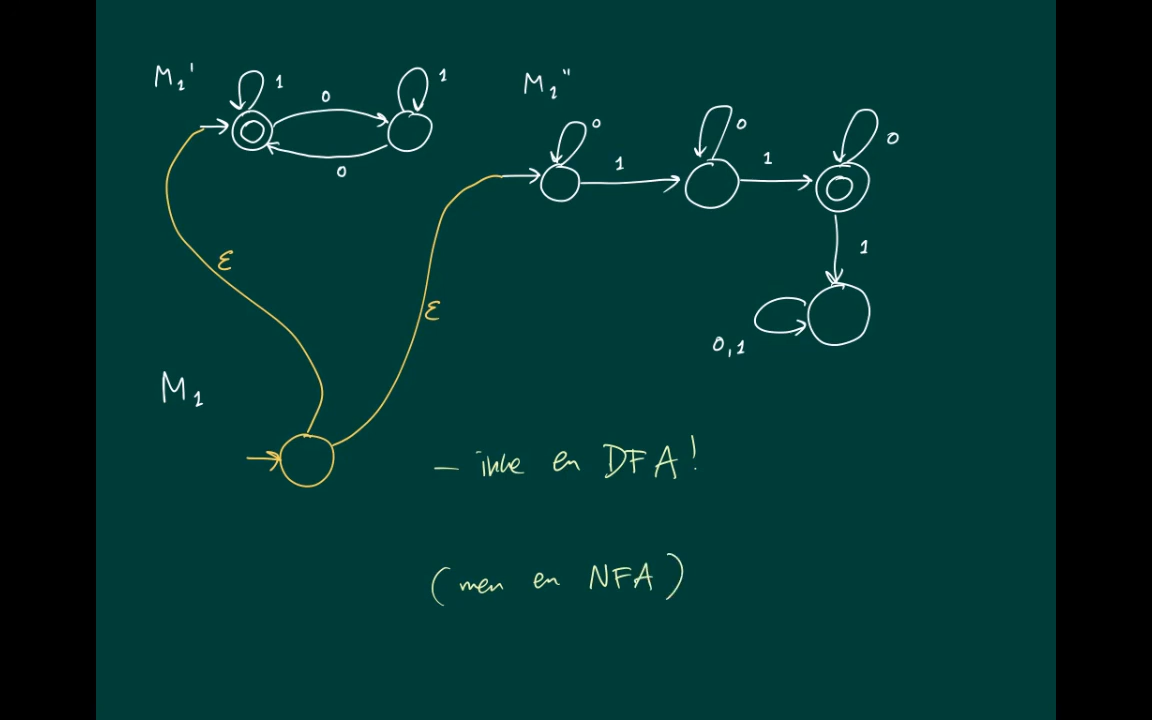 M₁'
1
0
1
0
M₁"
0
1
0
1
0
1
0,1
ε
ε
M₁
— ikke en DFA!
(men en NFA)